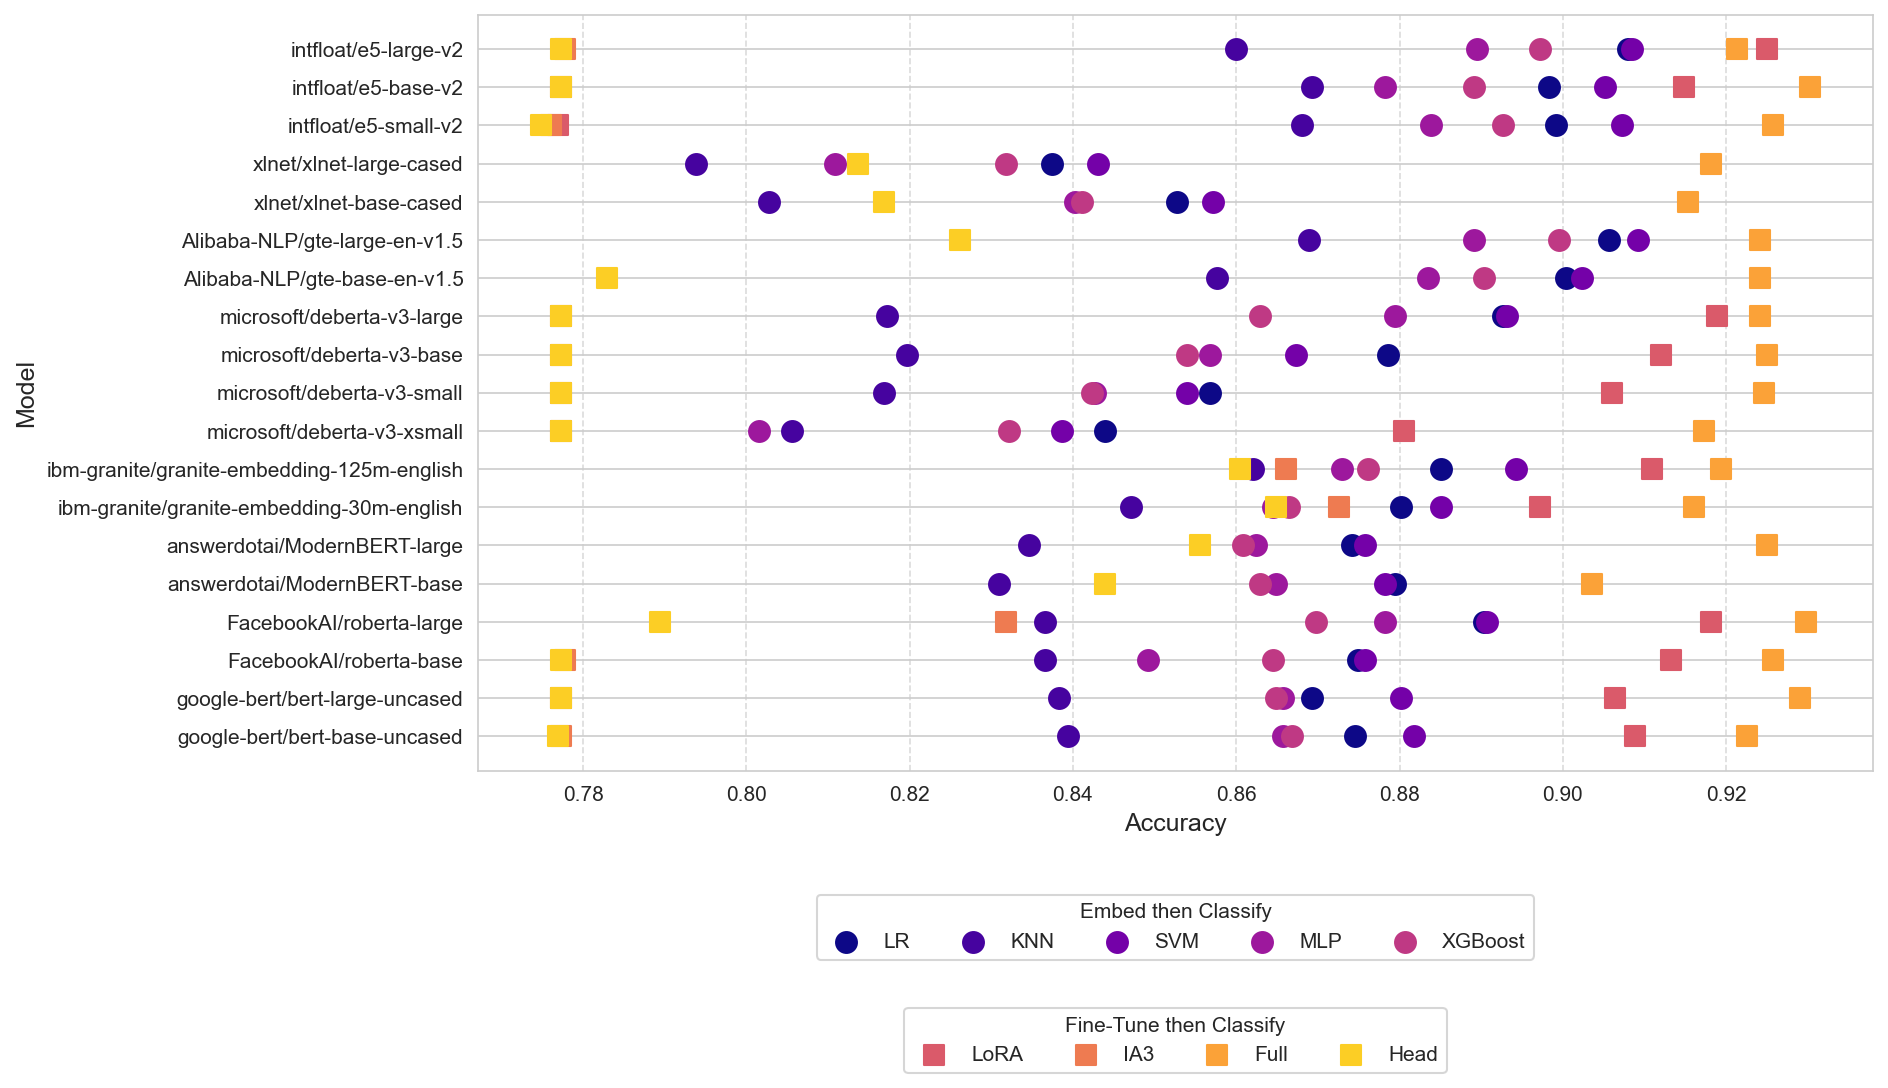 intfloat/e5-large-v2
intfloat/e5-base-v2
intfloat/e5-small-v2
xlnet/xlnet-large-cased
xlnet/xlnet-base-cased
Alibaba-NLP/gte-large-en-v1.5
Alibaba-NLP/gte-base-en-v1.5
microsoft/deberta-v3-large
microsoft/deberta-v3-base
microsoft/deberta-v3-small
microsoft/deberta-v3-xsmall
ibm-granite/granite-embedding-125m-english
ibm-granite/granite-embedding-30m-english
answerdotai/ModernBERT-large
answerdotai/ModernBERT-base
FacebookAI/roberta-large
FacebookAI/roberta-base
google-bert/bert-large-uncased
google-bert/bert-base-uncased
Model
0.78 0.80 0.82 0.84 0.86 0.88 0.90 0.92
Accuracy
Embed then Classify
LR KNN SVM MLP XGBoost
Fine-Tune then Classify
LoRA IA3 Full Head